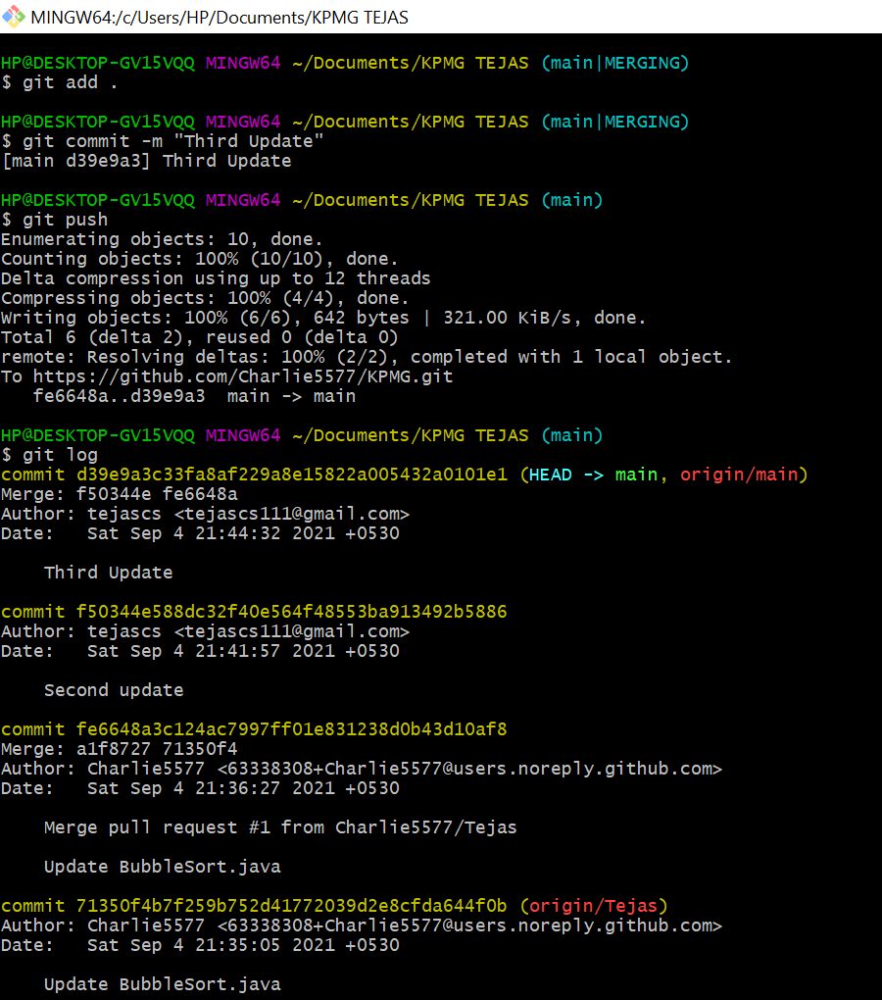 MINGW64:/c/Users/HP/Documents/KPMG TEJAS
HP@DESKTOP-GV15VQQ MINGW64 ~/Documents/KPMG TEJAS (main|MERGING)
$ git add .
HP@DESKTOP-GV15VQQ MINGW64 ~/Documents/KPMG TEJAS (main|MERGING)
$ git commit -m "Third Update"
[main d39e9a3] Third Update
HP@DESKTOP-GV15VQQ MINGW64 ~/Documents/KPMG TEJAS (main)
$ git push
Enumerating objects: 10, done.
Counting objects: 100% (10/10), done.
Delta compression using up to 12 threads
Compressing objects: 100% (4/4), done.
Writing objects: 100% (6/6), 642 bytes | 321.00 KiB/s, done.
Total 6 (delta 2), reused 0 (delta 0)
remote: Resolving deltas: 100% (2/2), completed with 1 local object.
To https://github.com/Charlie5577/KPMG.git
   fe6648a..d39e9a3  main -> main
HP@DESKTOP-GV15VQQ MINGW64 ~/Documents/KPMG TEJAS (main)
$ git log
commit d39e9a3c33fa8af229a8e15822a005432a0101e1 (HEAD -> main, origin/main)
Merge: f50344e fe6648a
Author: tejascs <tejascs111@gmail.com>
Date:   Sat Sep 4 21:44:32 2021 +0530
    Third Update
commit f50344e588dc32f40e564f48553ba913492b5886
Author: tejascs <tejascs111@gmail.com>
Date:   Sat Sep 4 21:41:57 2021 +0530
    Second update
commit fe6648a3c124ac7997ff01e831238d0b43d10af8
Merge: a1f8727 71350f4
Author: Charlie5577 <63338308+Charlie5577@users.noreply.github.com>
Date:   Sat Sep 4 21:36:27 2021 +0530
    Merge pull request #1 from Charlie5577/Tejas
    Update BubbleSort.java
commit 71350f4b7f259b752d41772039d2e8cfda644f0b (origin/Tejas)
Author: Charlie5577 <63338308+Charlie5577@users.noreply.github.com>
Date:   Sat Sep 4 21:35:05 2021 +0530
    Update BubbleSort.java